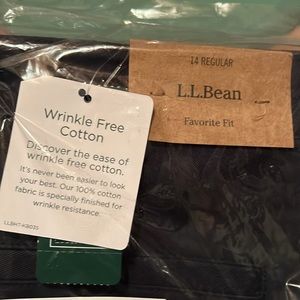 14 REGULAR
L.L.Bean
Favorite Fit
Wrinkle Free
Cotton
Discover the ease of
wrinkle free cotton.
It's never been easier to look
your best. Our 100% cotton
fabric is specially finished for
wrinkle resistance.